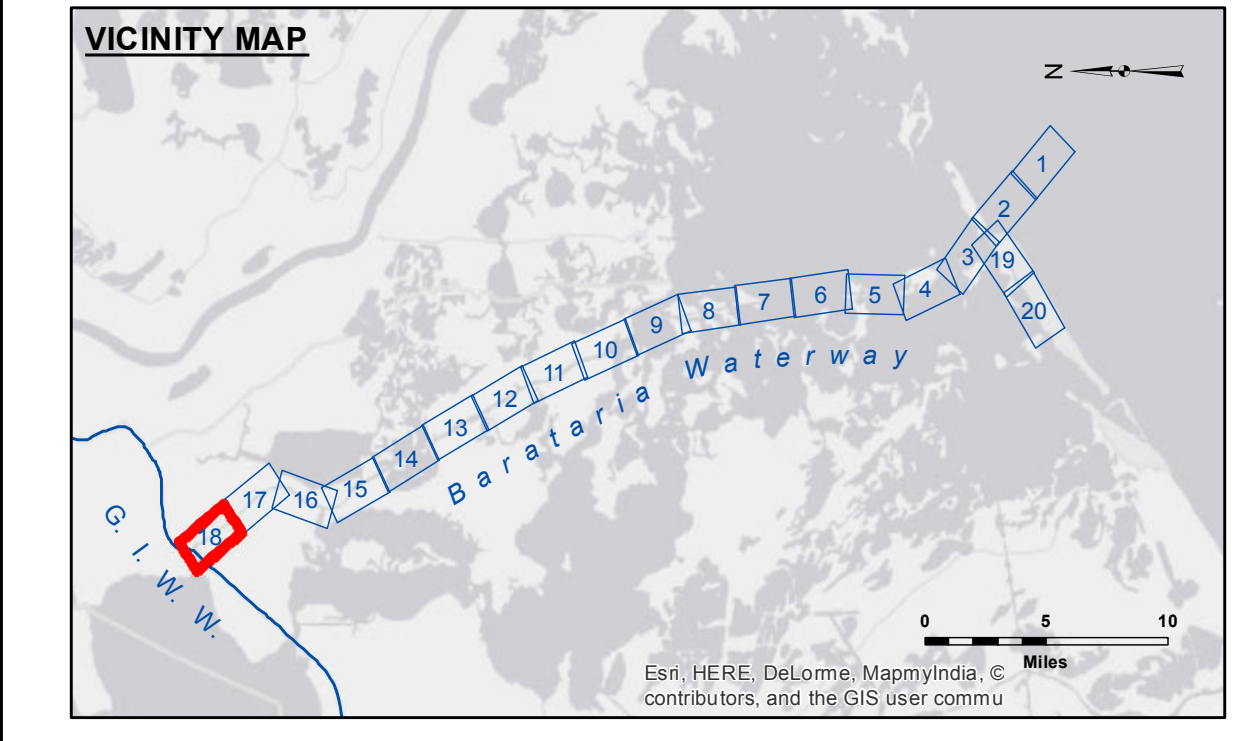 VICINITY MAP
N
1
2
3
19
20
4
5
6
7
8
9
10
11
12
13
14
15
16
17
18
Barataria Waterway
G. I. W. W.
0 5 10
Miles
Esri, HERE, DeLorme, MapmyIndia, ©
contributors, and the GIS user commu